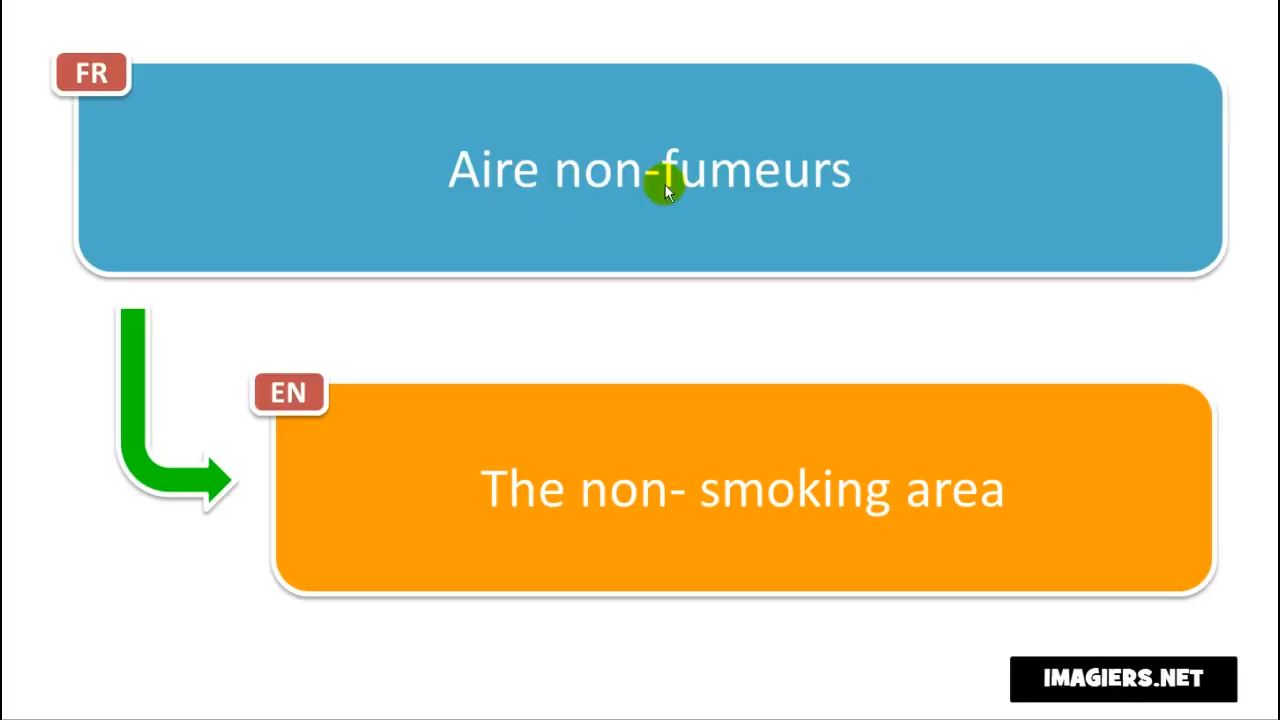 FR
Aire non-fumeurs
EN
The non- smoking area
IMAGIERS.NET